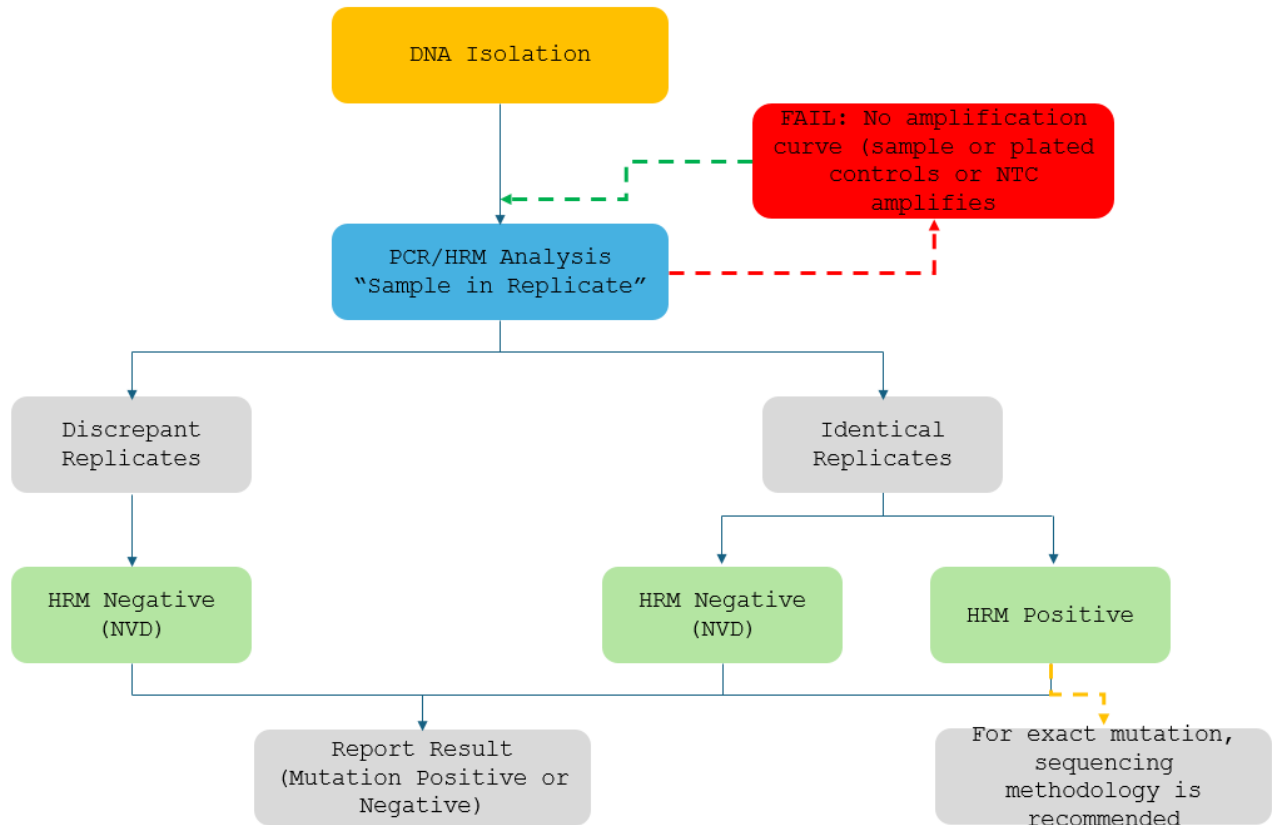 DNA Isolation
FAIL: No amplification
curve (sample or plated
controls or NTC
amplifies
PCR/HRM Analysis
“Sample in Replicate”
Discrepant
Replicates
Identical
Replicates
HRM Negative
(NVD)
HRM Negative
(NVD)
HRM Positive
Report Result
(Mutation Positive or
Negative)
For exact mutation,
sequencing
methodology is
recommended